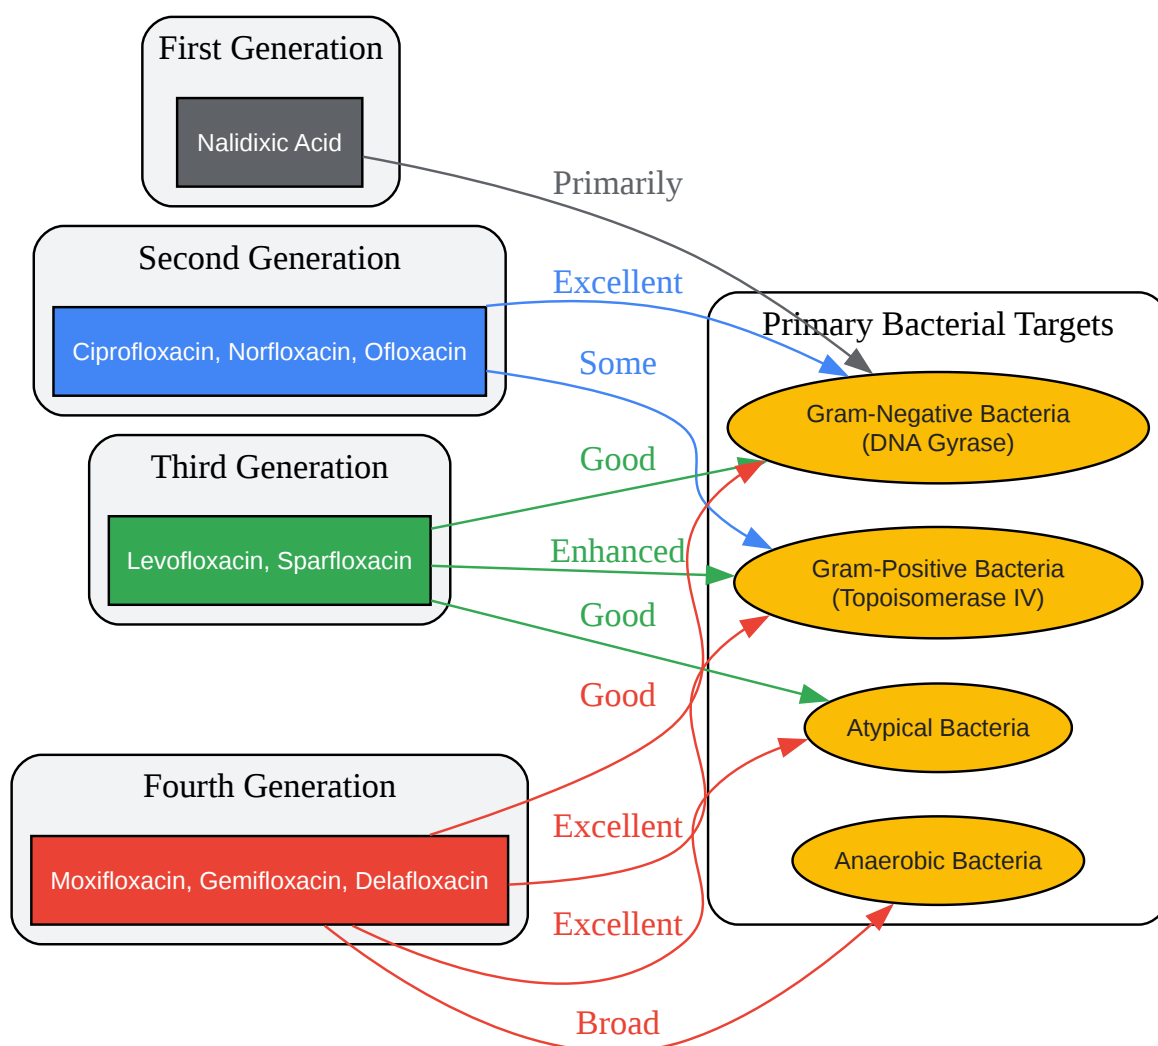 First Generation
Nalidixic Acid
Primarily
Second Generation
Ciprofloxacin, Norfloxacin, Ofloxacin
Excellent
Some
Third Generation
Levofloxacin, Sparfloxacin
Good
Enhanced
Good
Fourth Generation
Moxifloxacin, Gemifloxacin, Delafloxacin
Good
Excellent
Excellent
Broad
Primary Bacterial Targets
Gram-Negative Bacteria
(DNA Gyrase)
Gram-Positive Bacteria
(Topoisomerase IV)
Atypical Bacteria
Anaerobic Bacteria